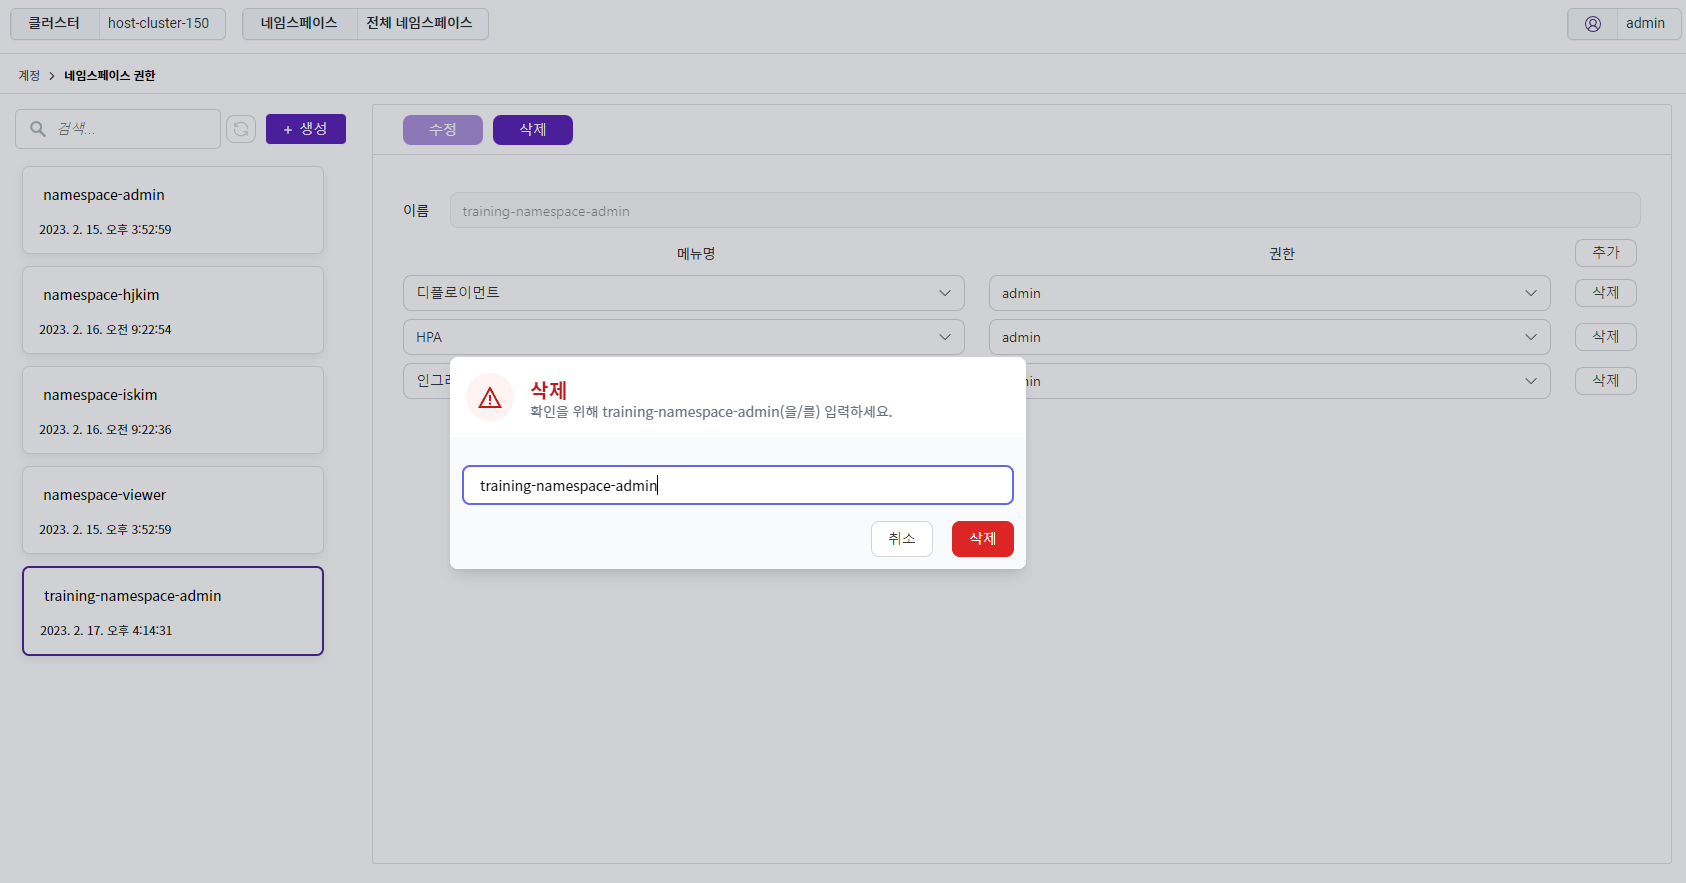 클러스터 host-cluster-150 네임스페이스 전체 네임스페이스 admin
계정 > 네임스페이스 권한
검색...
+ 생성
namespace-admin
2023. 2. 15. 오후 3:52:59
namespace-hjkim
2023. 2. 16. 오전 9:22:54
namespace-iskim
2023. 2. 16. 오전 9:22:36
namespace-viewer
2023. 2. 15. 오후 3:52:59
training-namespace-admin
2023. 2. 17. 오후 4:14:31
수정 삭제
이름 training-namespace-admin
메뉴명 권한 추가
디플로이먼트 admin 삭제
HPA admin 삭제
삭제
삭제
확인을 위해 training-namespace-admin(을/를) 입력하세요.
training-namespace-admin
취소 삭제